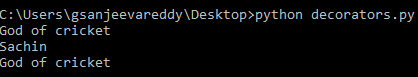 C:\Users\gsanjeevareddy\Desktop>python decorators.py
God of cricket
Sachin
God of cricket